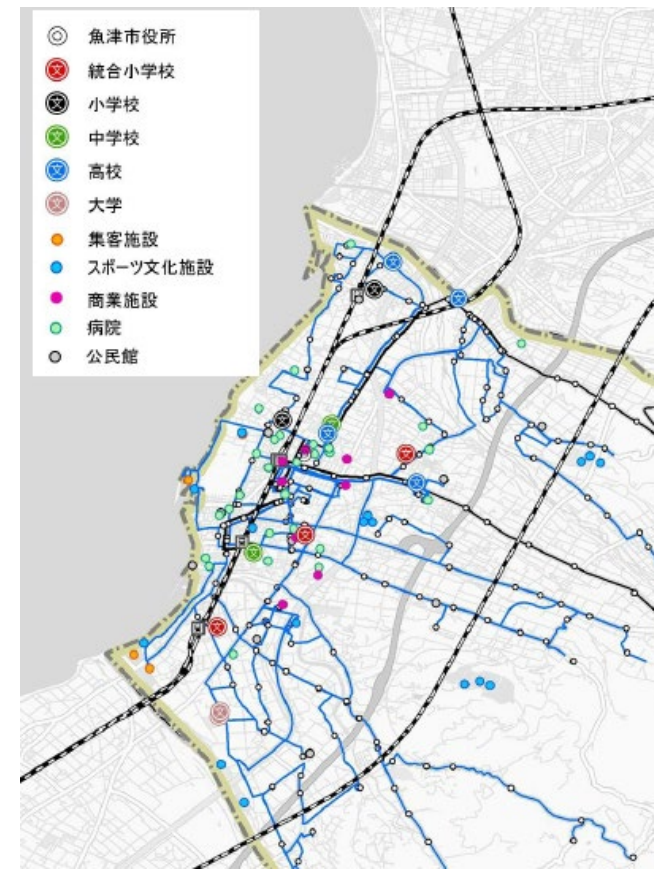 魚津市役所
統合小学校
小学校
中学校
高校
大学
集客施設
スポーツ文化施設
商業施設
病院
公民館